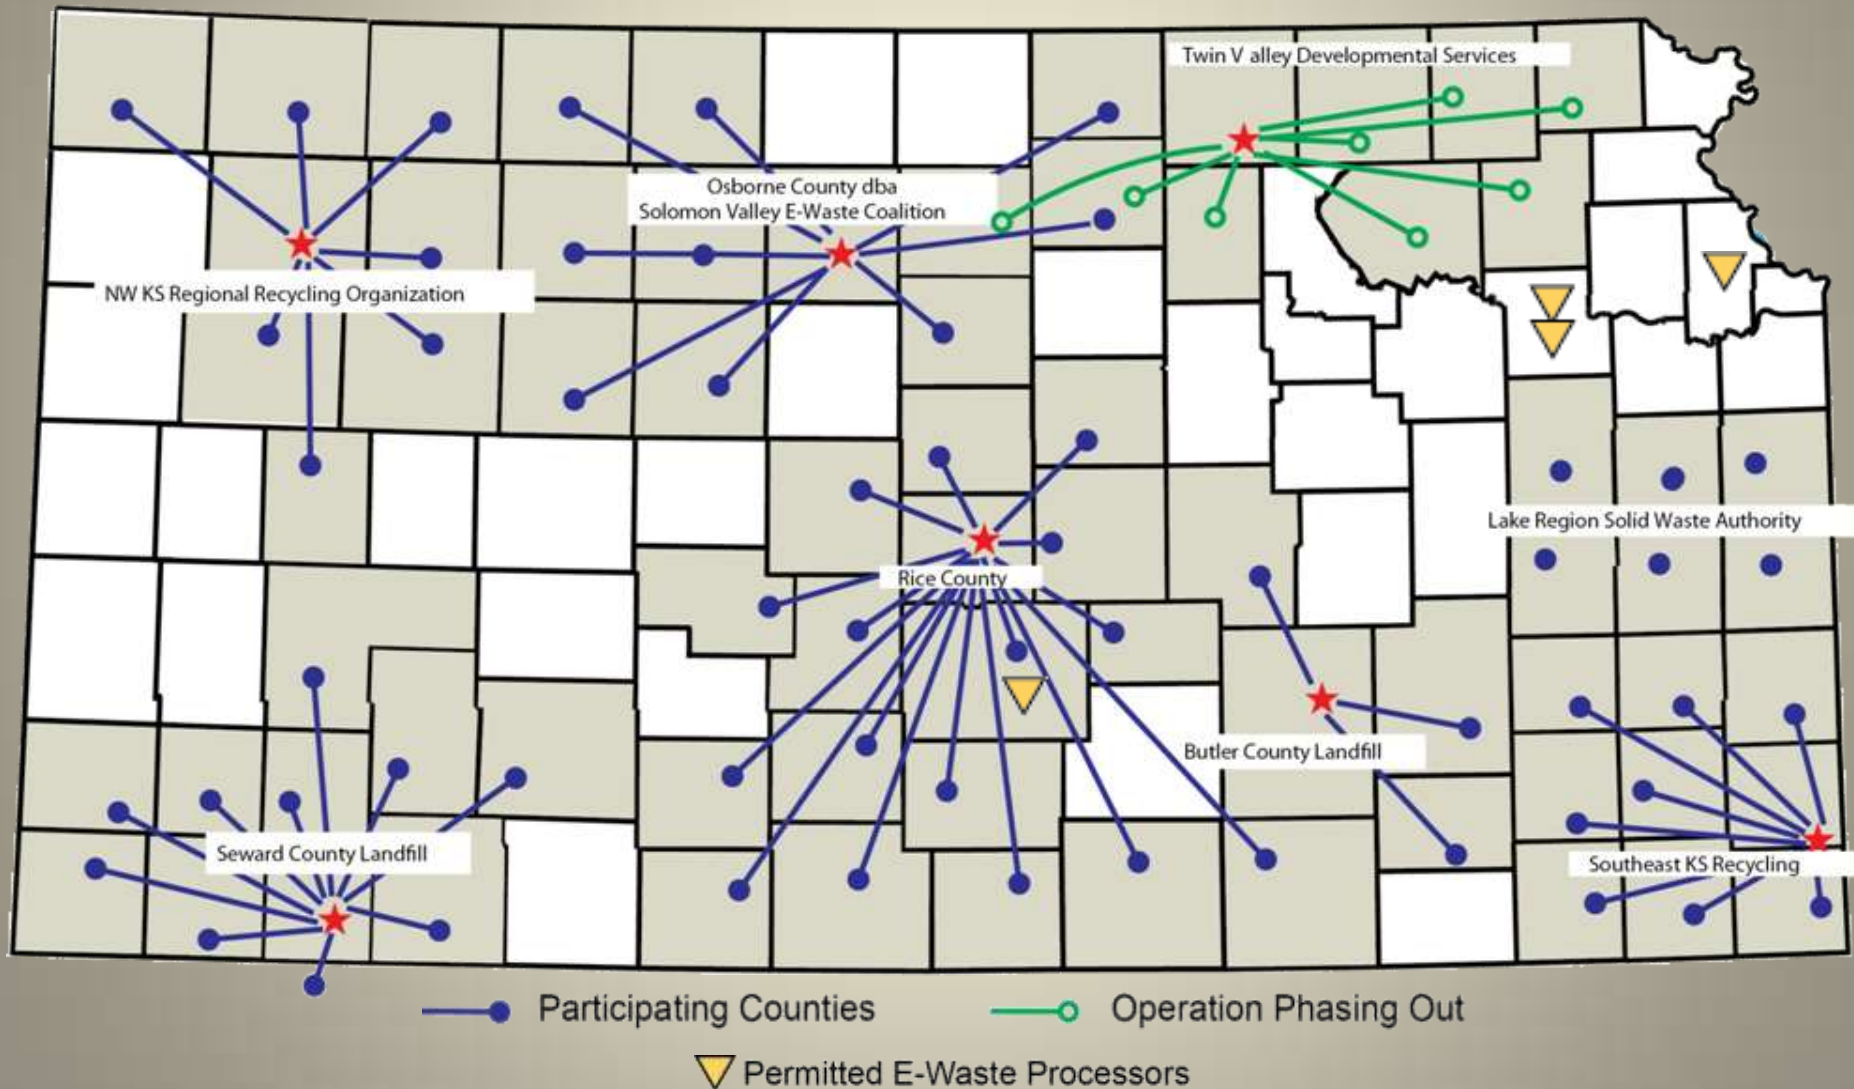 Twin V alley Developmental Services
Osborne County dba
Solomon Valley E-Waste Coalition
NW KS Regional Recycling Organization
Lake Region Solid Waste Authority
Rice County
Butler County Landfill
Seward County Landfill
Southeast KS Recycling
Participating Counties
Operation Phasing Out
Permitted E-Waste Processors